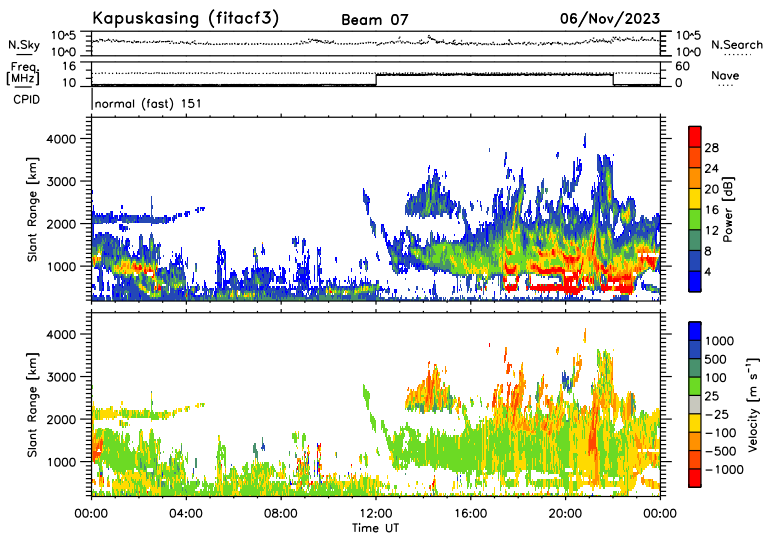 Kapuskasing (fitacf3) Beam 07 06/Nov/2023
N.Sky 10^5 10^0 10^5 10^0 N.Search
Freq. [MHz] 16 10 60 0 Nave
CPID normal (fast) 151
Slant Range [km] 4000 3000 2000 1000
28 24 20 16 12 8 4 Power [dB]
Slant Range [km] 4000 3000 2000 1000
1000 500 100 25 -25 -100 -500 -1000 Velocity [m s^-1]
00:00 04:00 08:00 12:00 16:00 20:00 00:00
Time UT